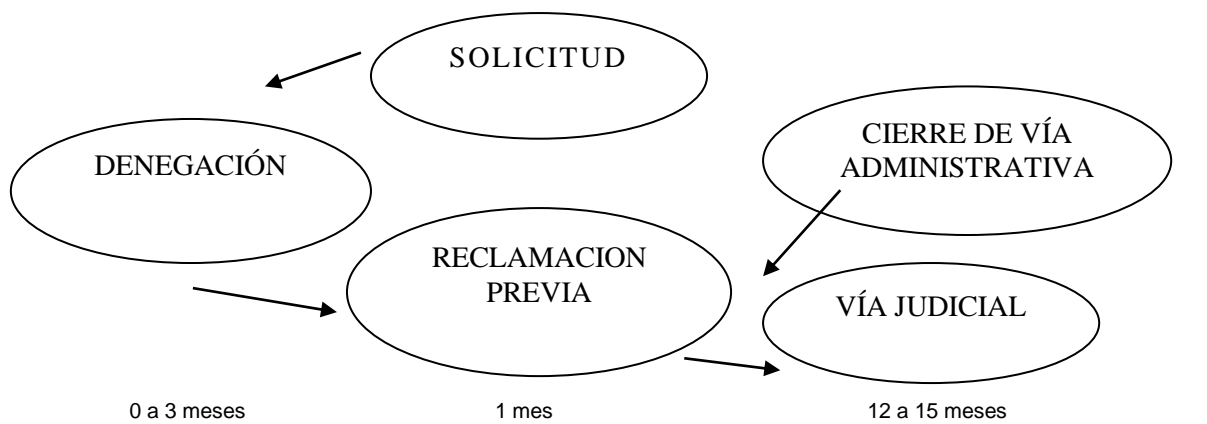 SOLICITUD
DENEGACIÓN
CIERRE DE VÍA
ADMINISTRATIVA
RECLAMACION
PREVIA
VÍA JUDICIAL
0 a 3 meses
1 mes
12 a 15 meses